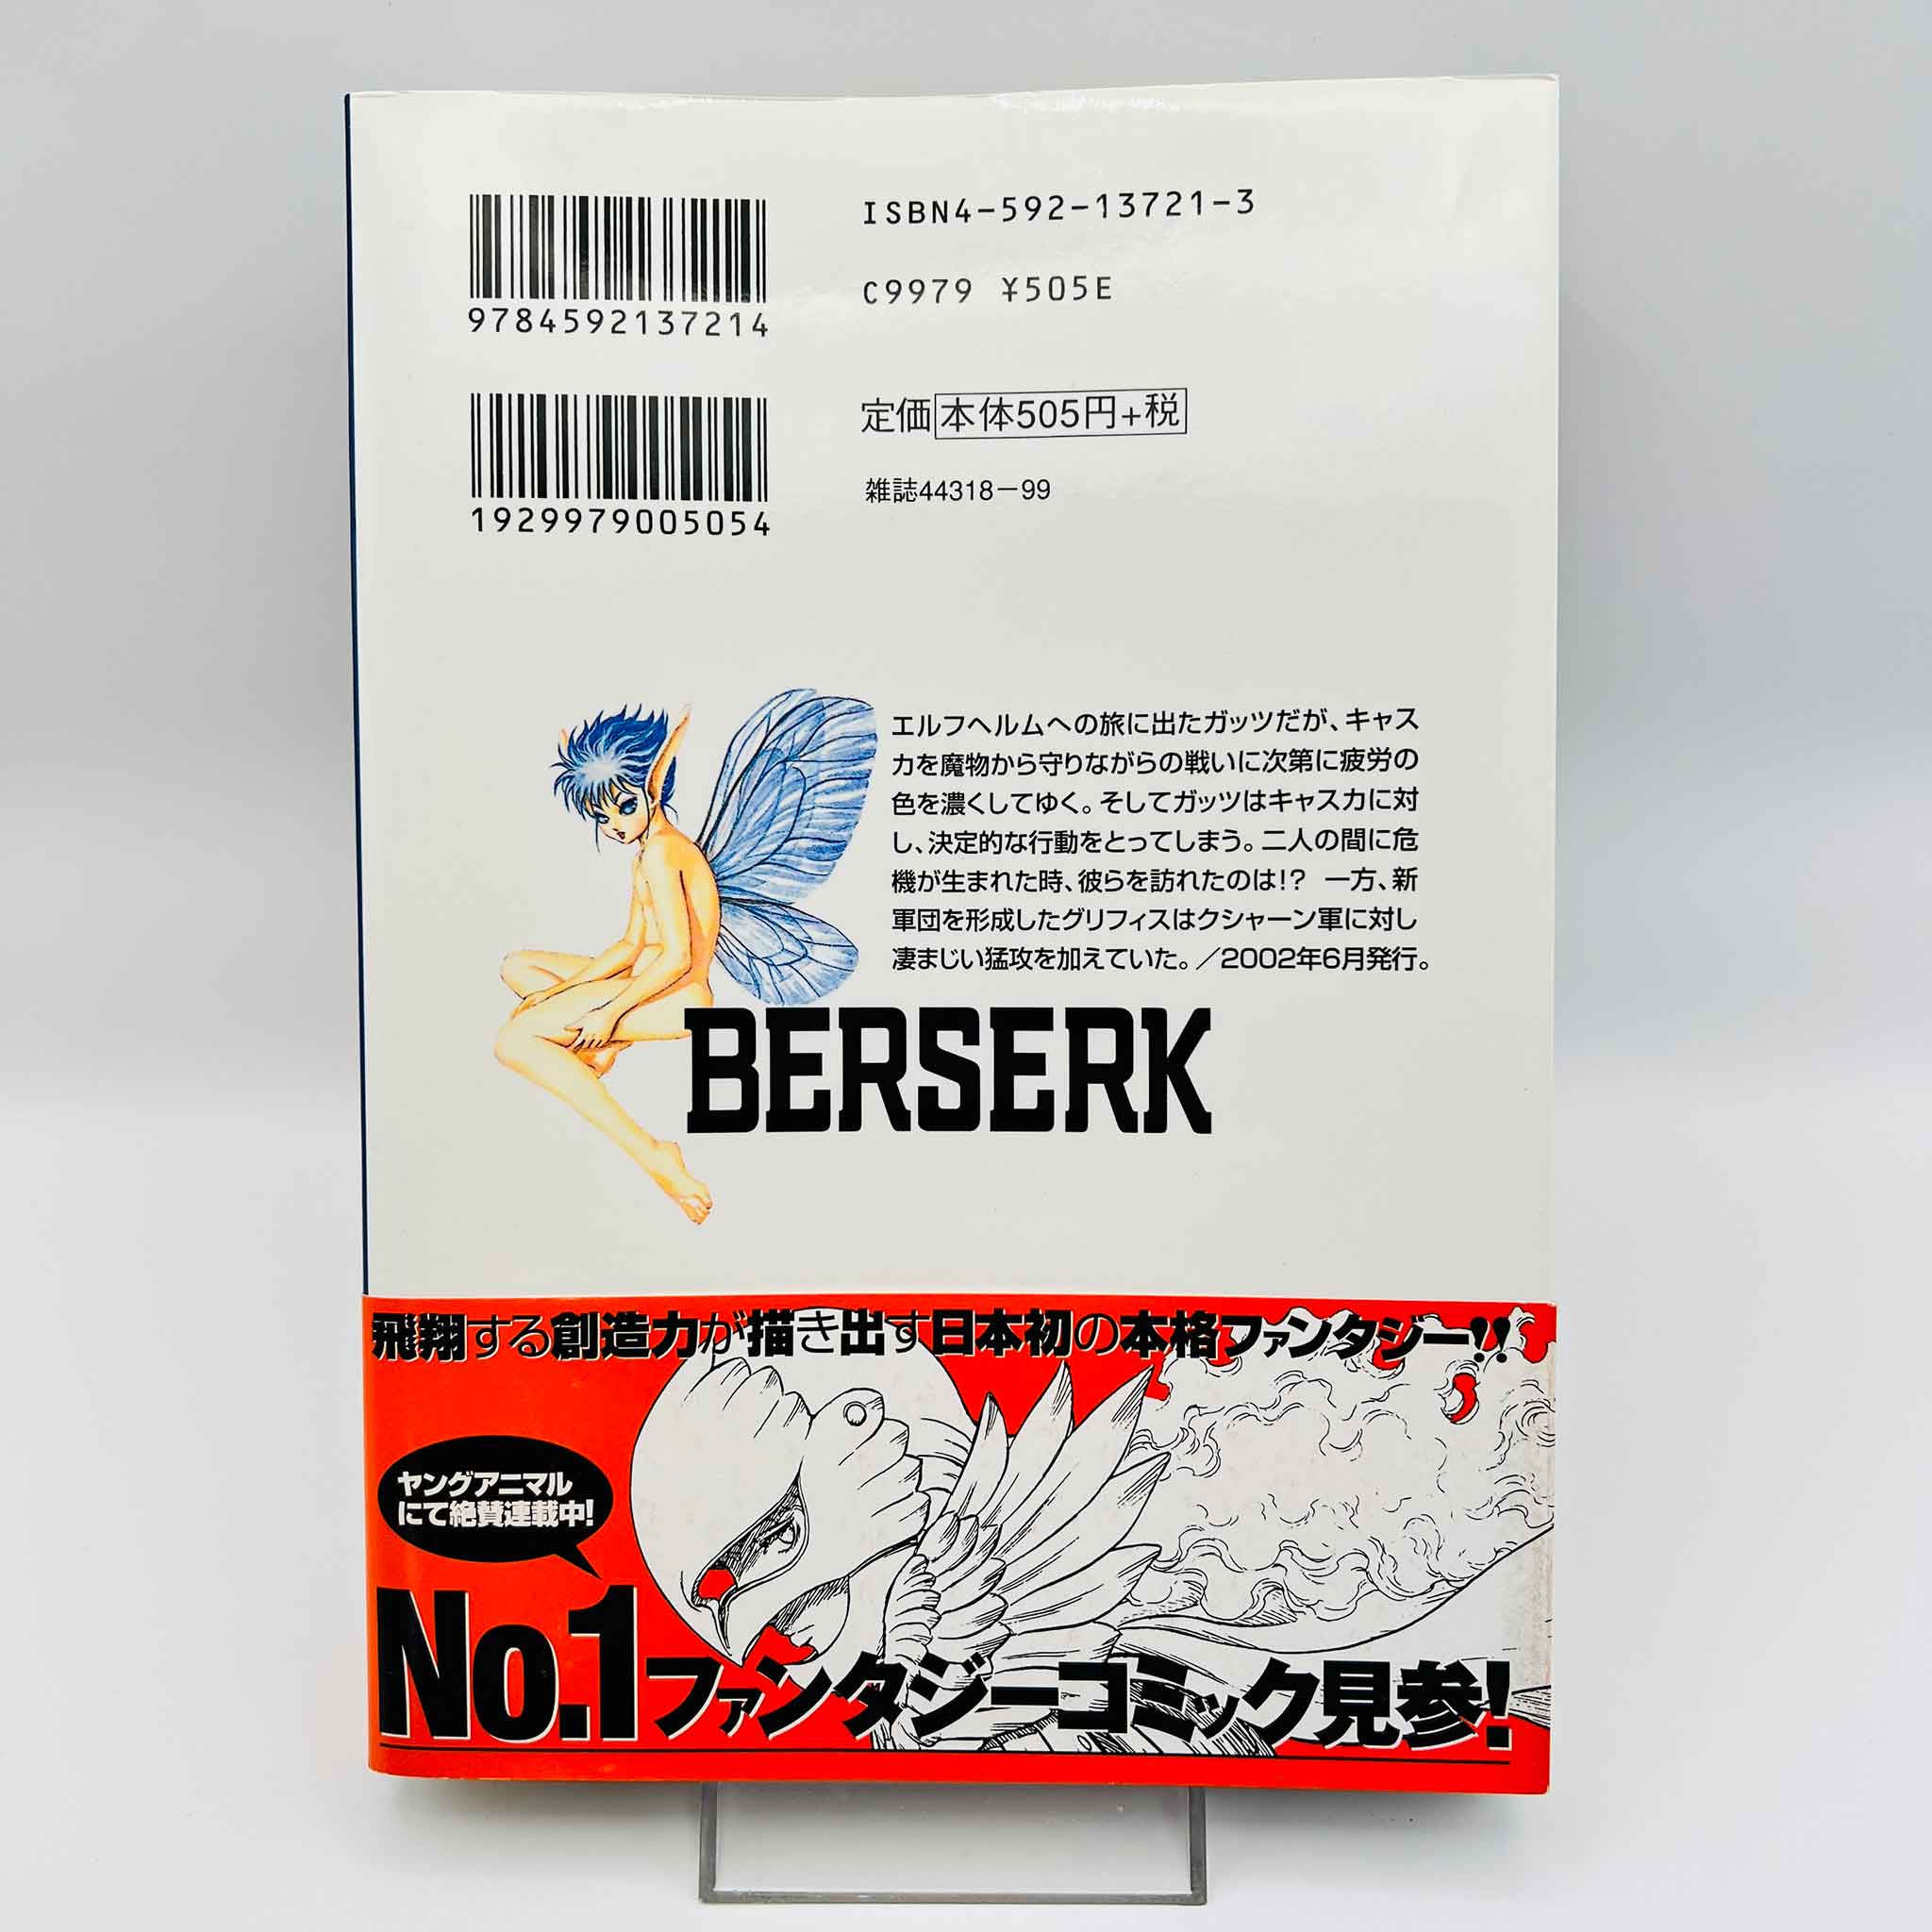 ISBN4-592-13721-3
9784592137214
C9979 ¥505E
定価本体505円+税
雑誌44318-99
1929979005054
エルフヘルムへの旅に出たガッツだが、キャス
カを魔物から守りながらの戦いに次第に疲労の
色を濃くしてゆく。そしてガッツはキャスカに対
し、決定的な行動をとってしまう。二人の間に危
機が生まれた時、彼らを訪れたのは!? 一方、新
軍団を形成したグリフィスはクシャーン軍に対し
凄まじい猛攻を加えていた。/2002年6月発行。
BERSERK
飛翔する創造力が描き出す日本初の本格ファンタジー!!
ヤングアニマル
にて絶賛連載中!
No.1ファンタジーコミック見参!